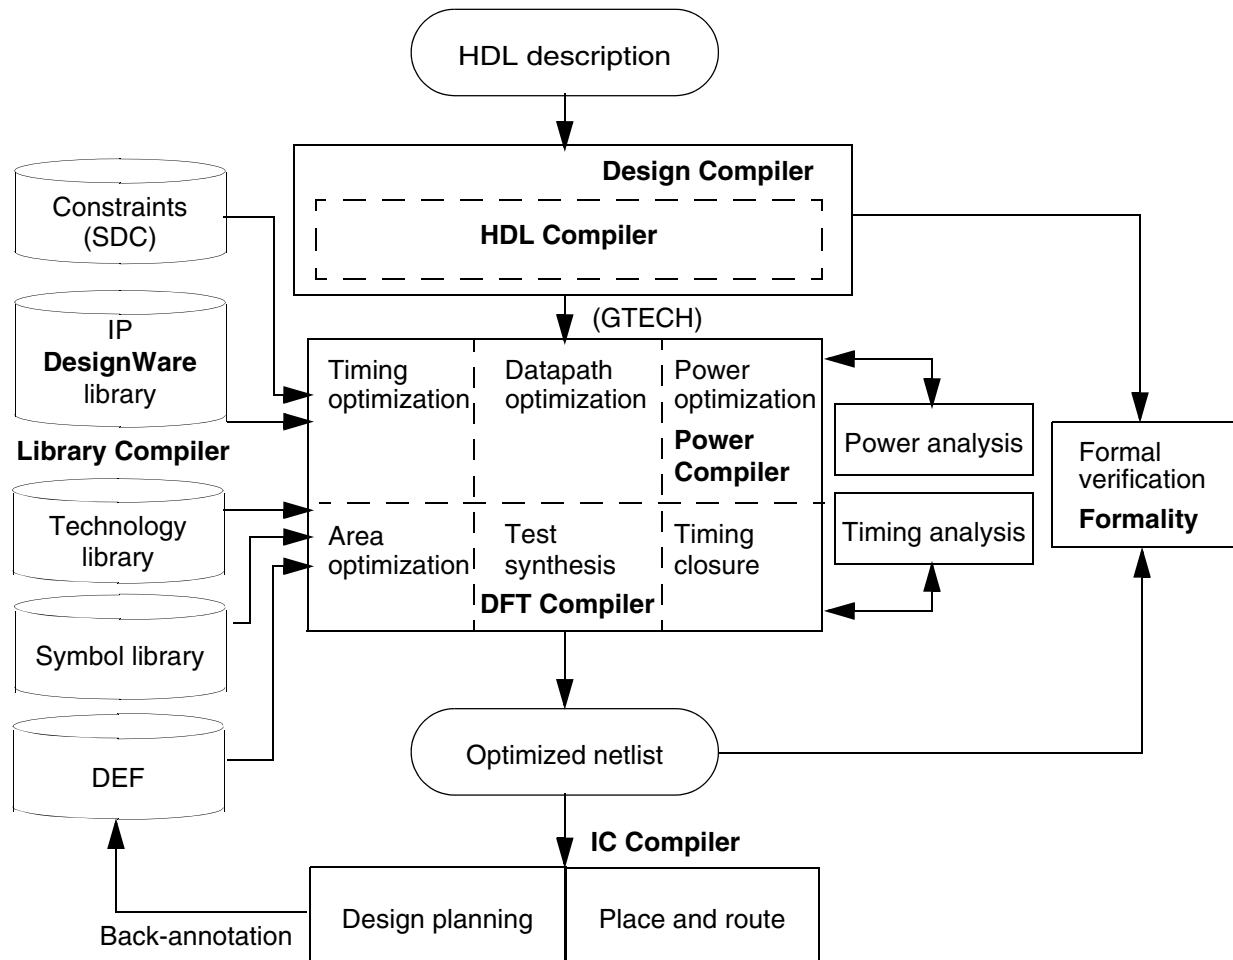 HDL description
Design Compiler
HDL Compiler
Constraints
(SDC)
(GTECH)
IP
DesignWare
library
Library Compiler
Technology
library
Symbol library
DEF
Timing
optimization
Datapath
optimization
Power
optimization
Power
Compiler
Area
optimization
Test
synthesis
DFT Compiler
Timing
closure
Power analysis
Timing analysis
Formal
verification
Formality
Optimized netlist
IC Compiler
Design planning
Place and route
Back-annotation